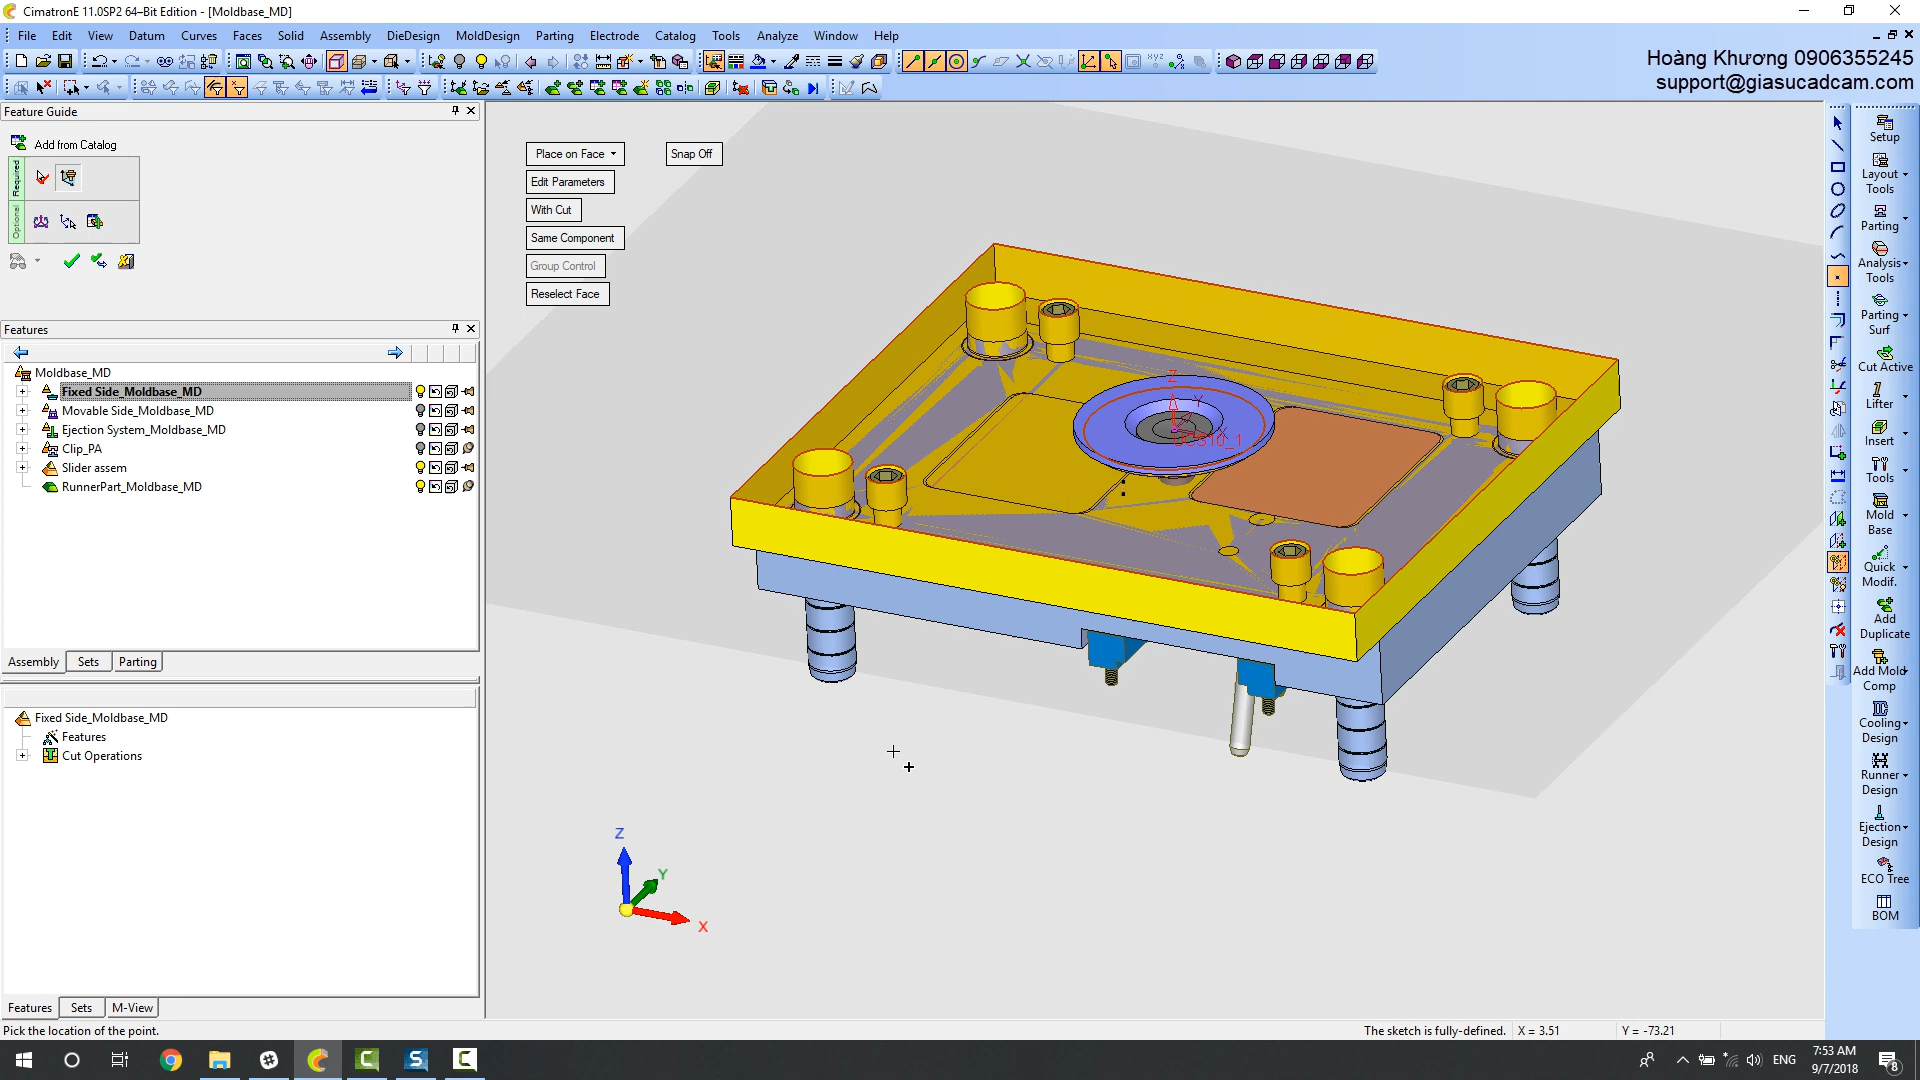 CimatronE 11.0SP2 64–Bit Edition - [Moldbase_MD]
File Edit View Datum Curves Faces Solid Assembly DieDesign MoldDesign Parting Electrode Catalog Tools Analyze Window Help
Hoàng Khương 0906355245
support@giasucadcam.com
Feature Guide
Add from Catalog
Required
Optional
Features
Moldbase_MD
Fixed Side_Moldbase_MD
Movable Side_Moldbase_MD
Ejection System_Moldbase_MD
Clip_PA
Slider assem
RunnerPart_Moldbase_MD
Assembly Sets Parting
Fixed Side_Moldbase_MD
Features
Cut Operations
Features Sets M-View
Place on Face Snap Off
Edit Parameters
With Cut
Same Component
Group Control
Reselect Face
Z
Y
X
Z
Y
X
Setup
Layout
Tools
Parting
Analysis
Tools
Parting
Surf
Cut Active
Lifter
Insert
Tools
Mold
Base
Quick
Modif.
Add
Duplicate
Add Mold
Comp
Cooling
Design
Runner
Design
Ejection
Design
ECO Tree
BOM
Pick the location of the point. The sketch is fully-defined. X = 3.51 Y = -73.21
ENG
7:53 AM
9/7/2018
8